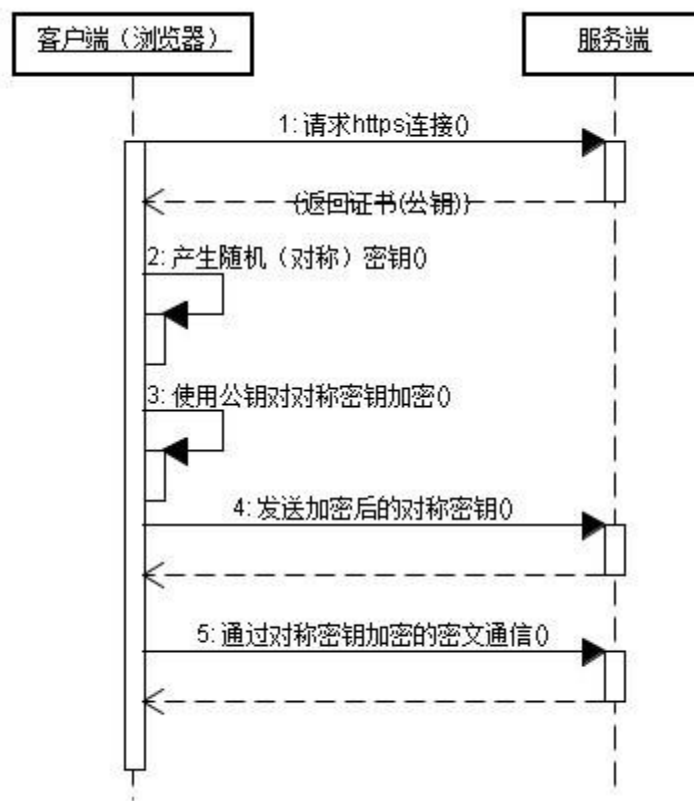 客户端（浏览器）
服务端
1: 请求https连接()
(返回证书(公钥))
2: 产生随机（对称）密钥()
3: 使用公钥对对称密钥加密()
4: 发送加密后的对称密钥()
5: 通过对称密钥加密的密文通信()